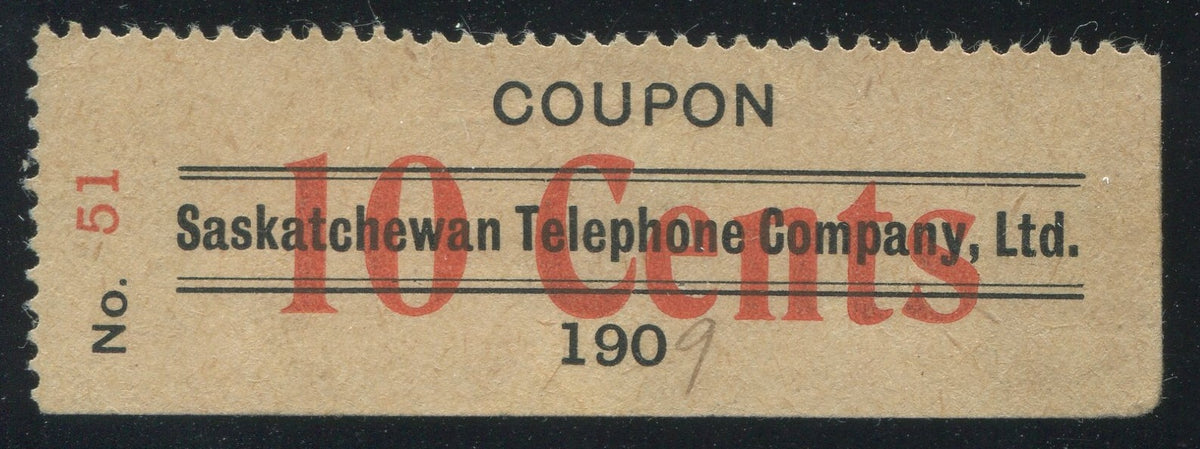 COUPON
10 Cents
Saskatchewan Telephone Company, Ltd.
1909
No. 51